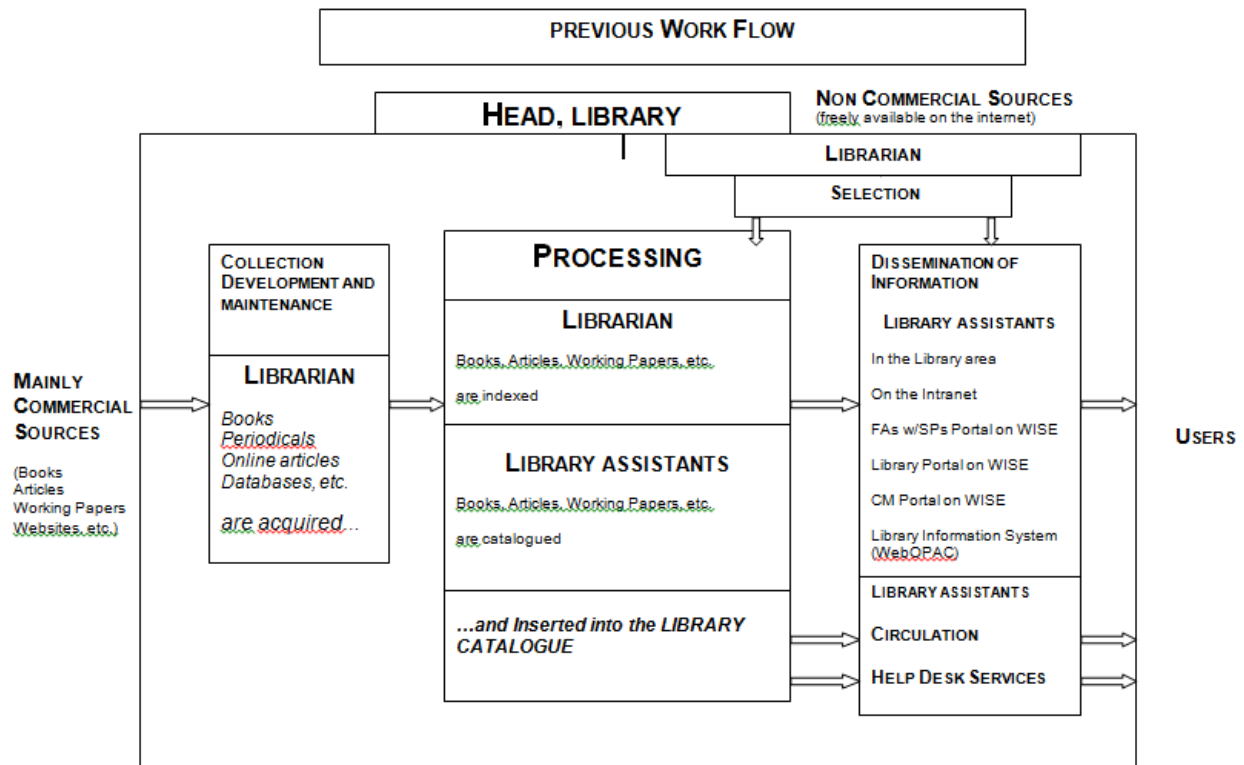 PREVIOUS WORK FLOW
HEAD, LIBRARY
NON COMMERCIAL SOURCES
(freely available on the internet)
LIBRARIAN
SELECTION
MAINLY
COMMERCIAL
SOURCES
(Books
Articles
Working Papers
Websites, etc.)
COLLECTION
DEVELOPMENT AND
MAINTENANCE
LIBRARIAN
Books
Periodicals
Online articles
Databases, etc.
are acquired…
PROCESSING
LIBRARIAN
Books, Articles, Working Papers, etc.
are indexed
LIBRARY ASSISTANTS
Books, Articles, Working Papers, etc.
are catalogued
…and Inserted into the LIBRARY
CATALOGUE
DISSEMINATION OF
INFORMATION
LIBRARY ASSISTANTS
In the Library area
On the Intranet
FAs w/SPs Portal on WISE
Library Portal on WISE
CM Portal on WISE
Library Information System
(WebOPAC)
LIBRARY ASSISTANTS
CIRCULATION
HELP DESK SERVICES
USERS